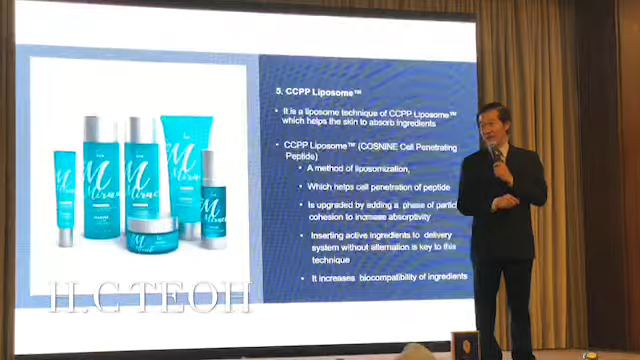 5. CCPP Liposome™
• It is a liposome technique of CCPP Liposome™
which helps the skin to absorb ingredients
• CCPP Liposome™ (COSNINE Cell Penetrating
Peptide)
• A method of liposomization,
• Which helps cell penetration of peptide
• Is upgraded by adding a phase of
cohesion to increase absorptivity
• Inserting active ingredients to delivery
system without alternation is key to this
technique
• It increases biocompatibility of ingredients
Miracle
H.C TEOH